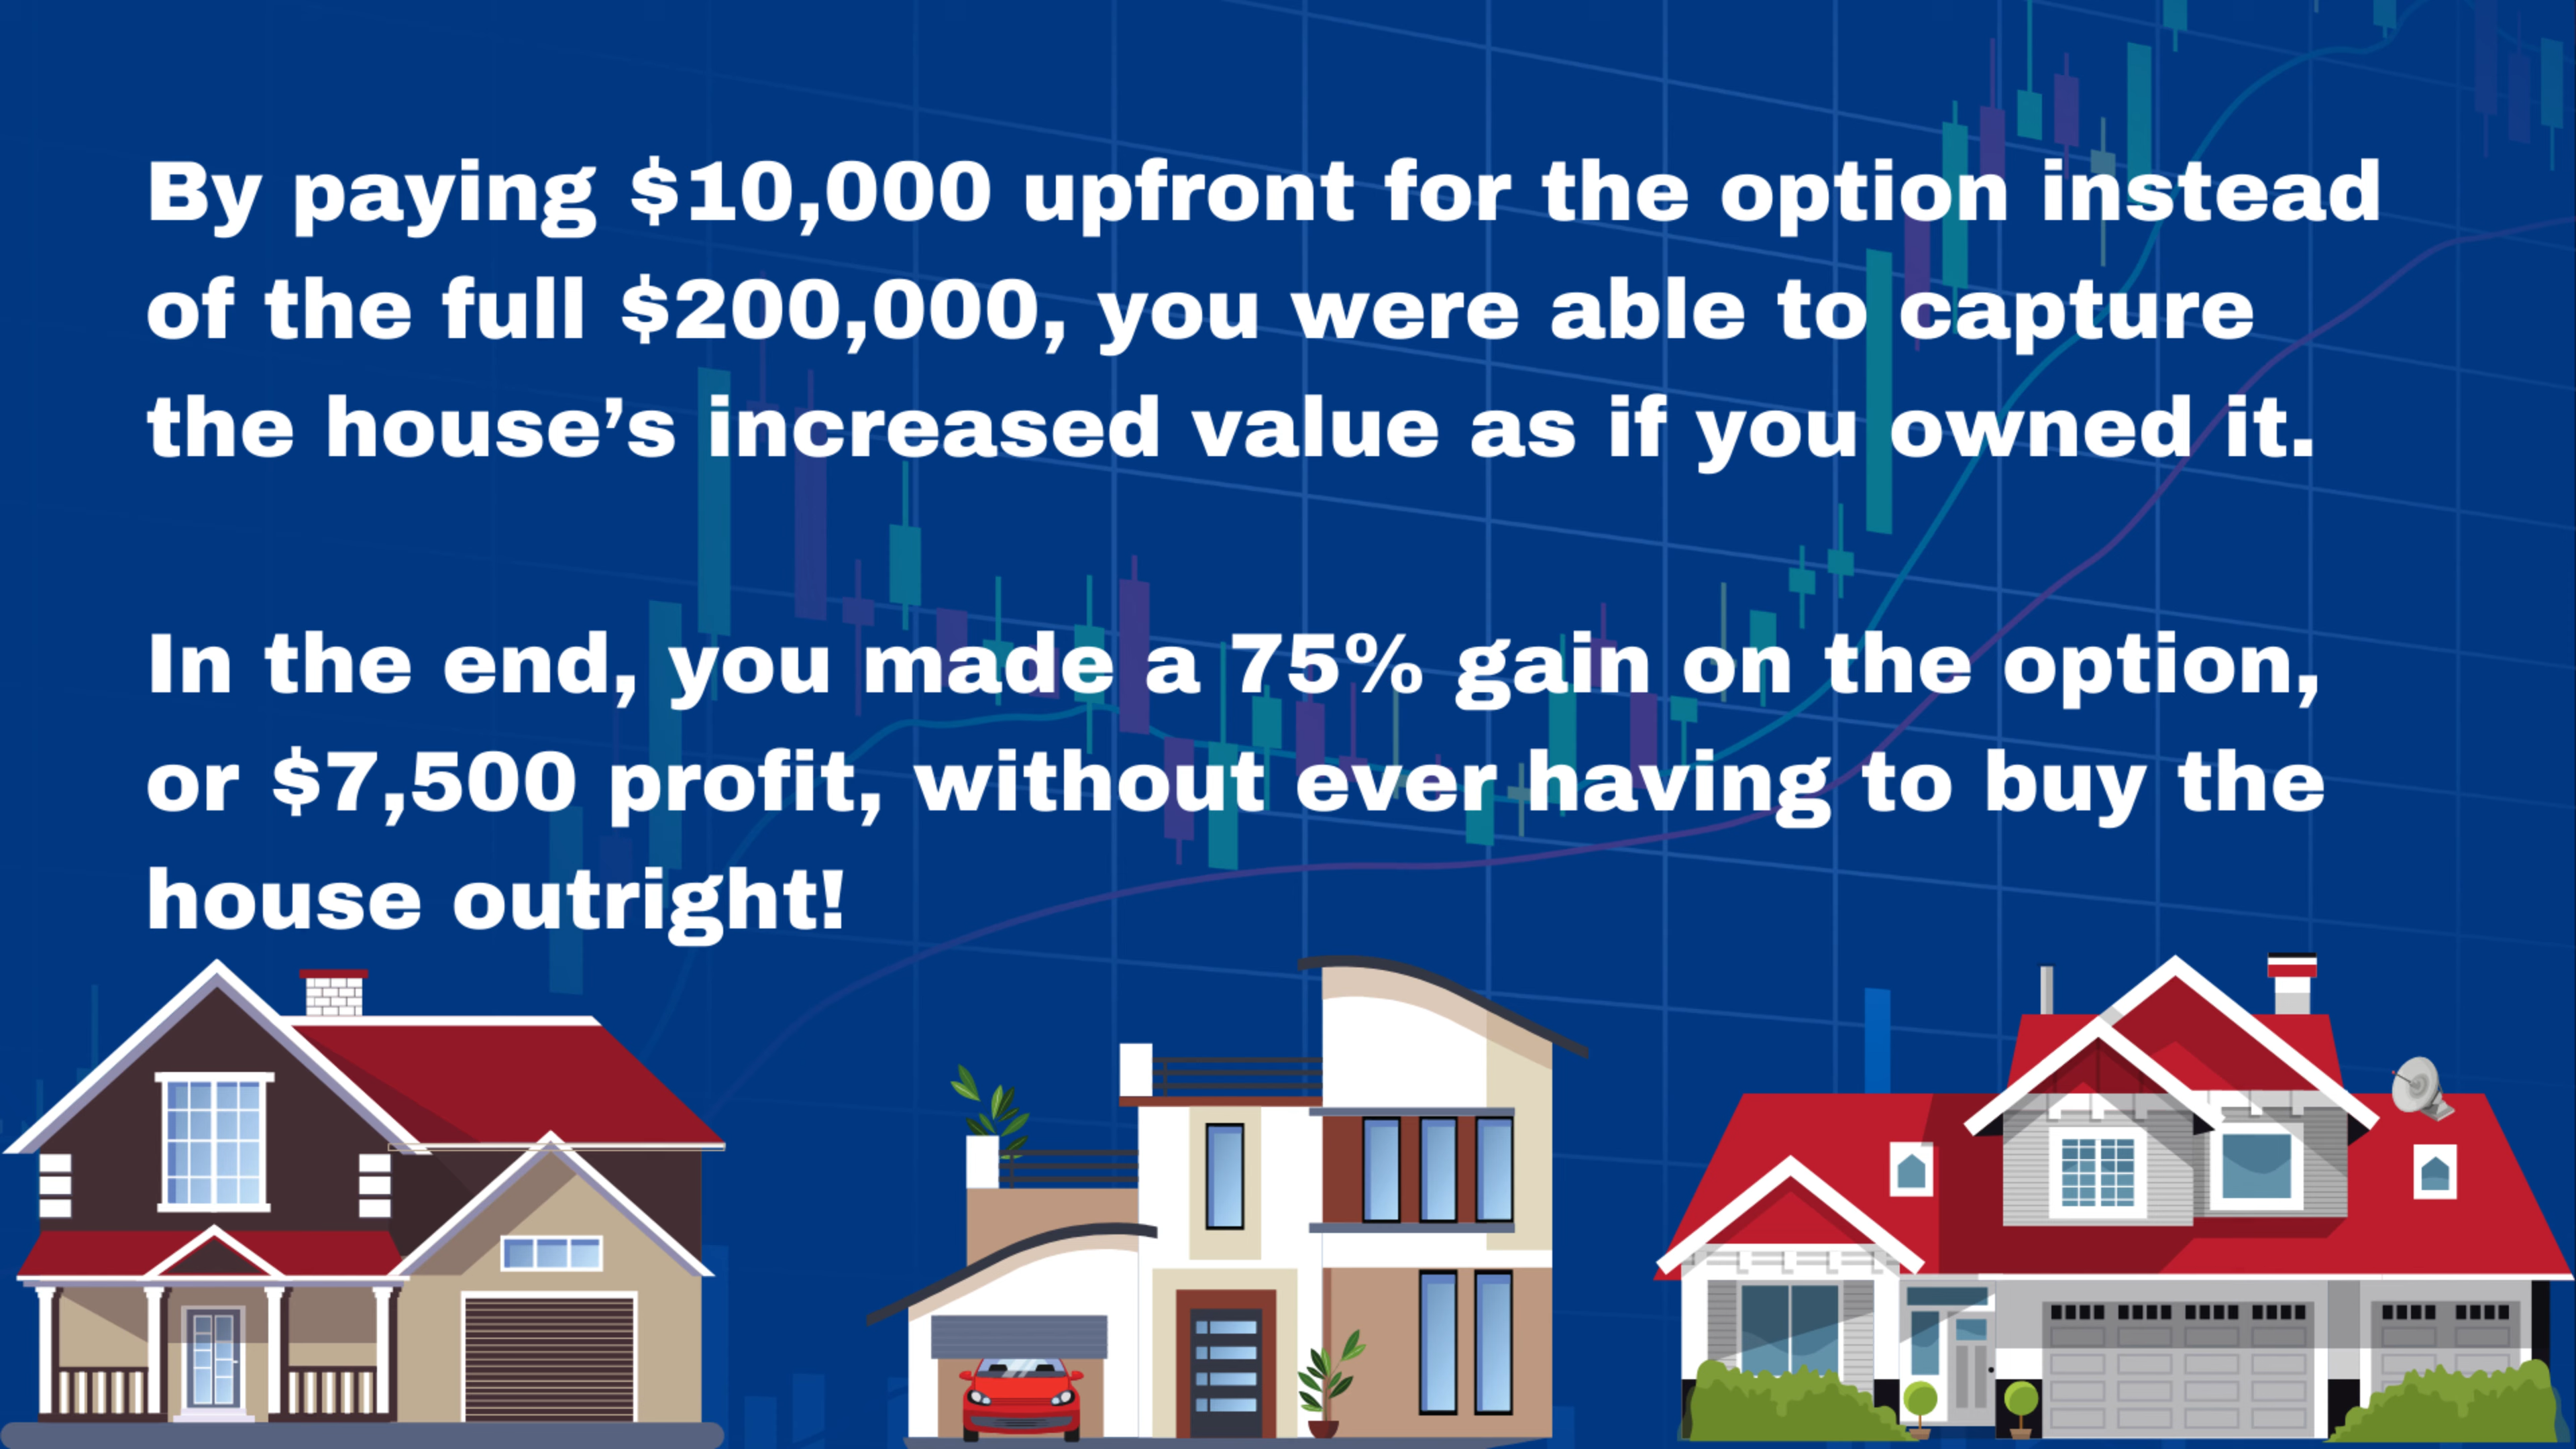 By paying $10,000 upfront for the option instead
of the full $200,000, you were able to capture
the house’s increased value as if you owned it.
In the end, you made a 75% gain on the option,
or $7,500 profit, without ever having to buy the
house outright!